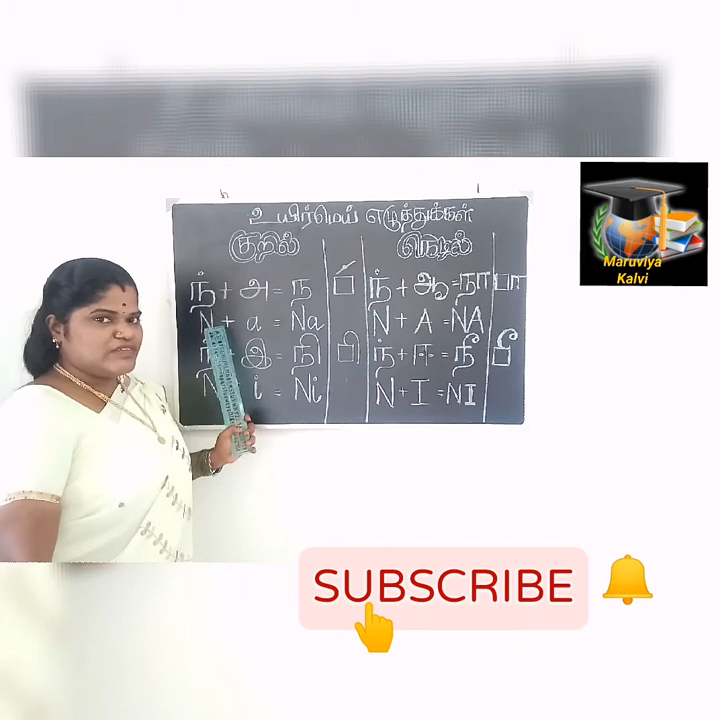 உயிர்மெய் எழுத்துக்கள்
குறில் நெடில்
ந் + அ = ந ந் + ஆ = நா
N + a = Na N + A = NA
ந் + இ = நி ந் + ஈ = நீ
N + i = Ni N + I = NI
Maruviya
Kalvi
SUBSCRIBE